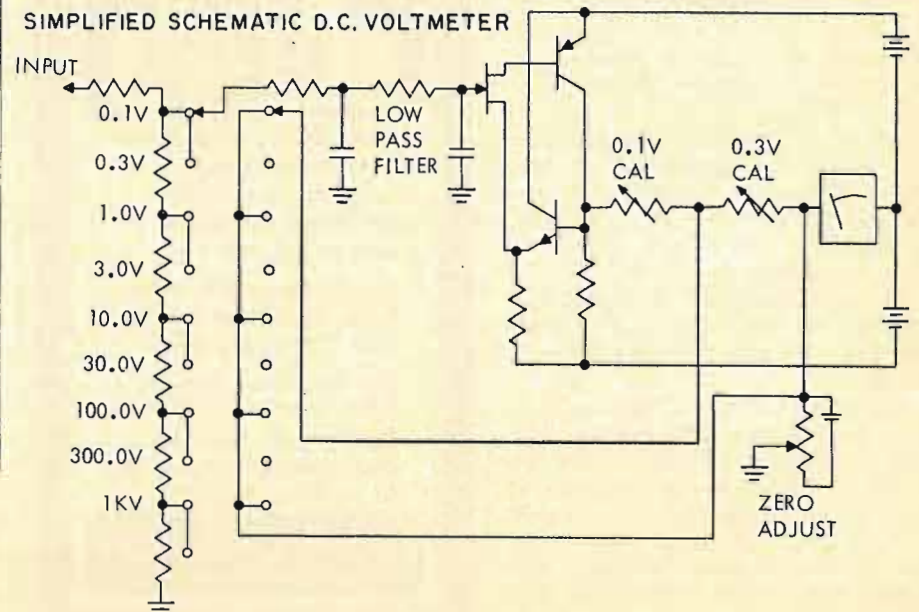 SIMPLIFIED SCHEMATIC D.C. VOLTMETER
INPUT
0.1V
0.3V
1.0V
3.0V
10.0V
30.0V
100.0V
300.0V
1KV
LOW
PASS
FILTER
0.1V
CAL
0.3V
CAL
ZERO
ADJUST